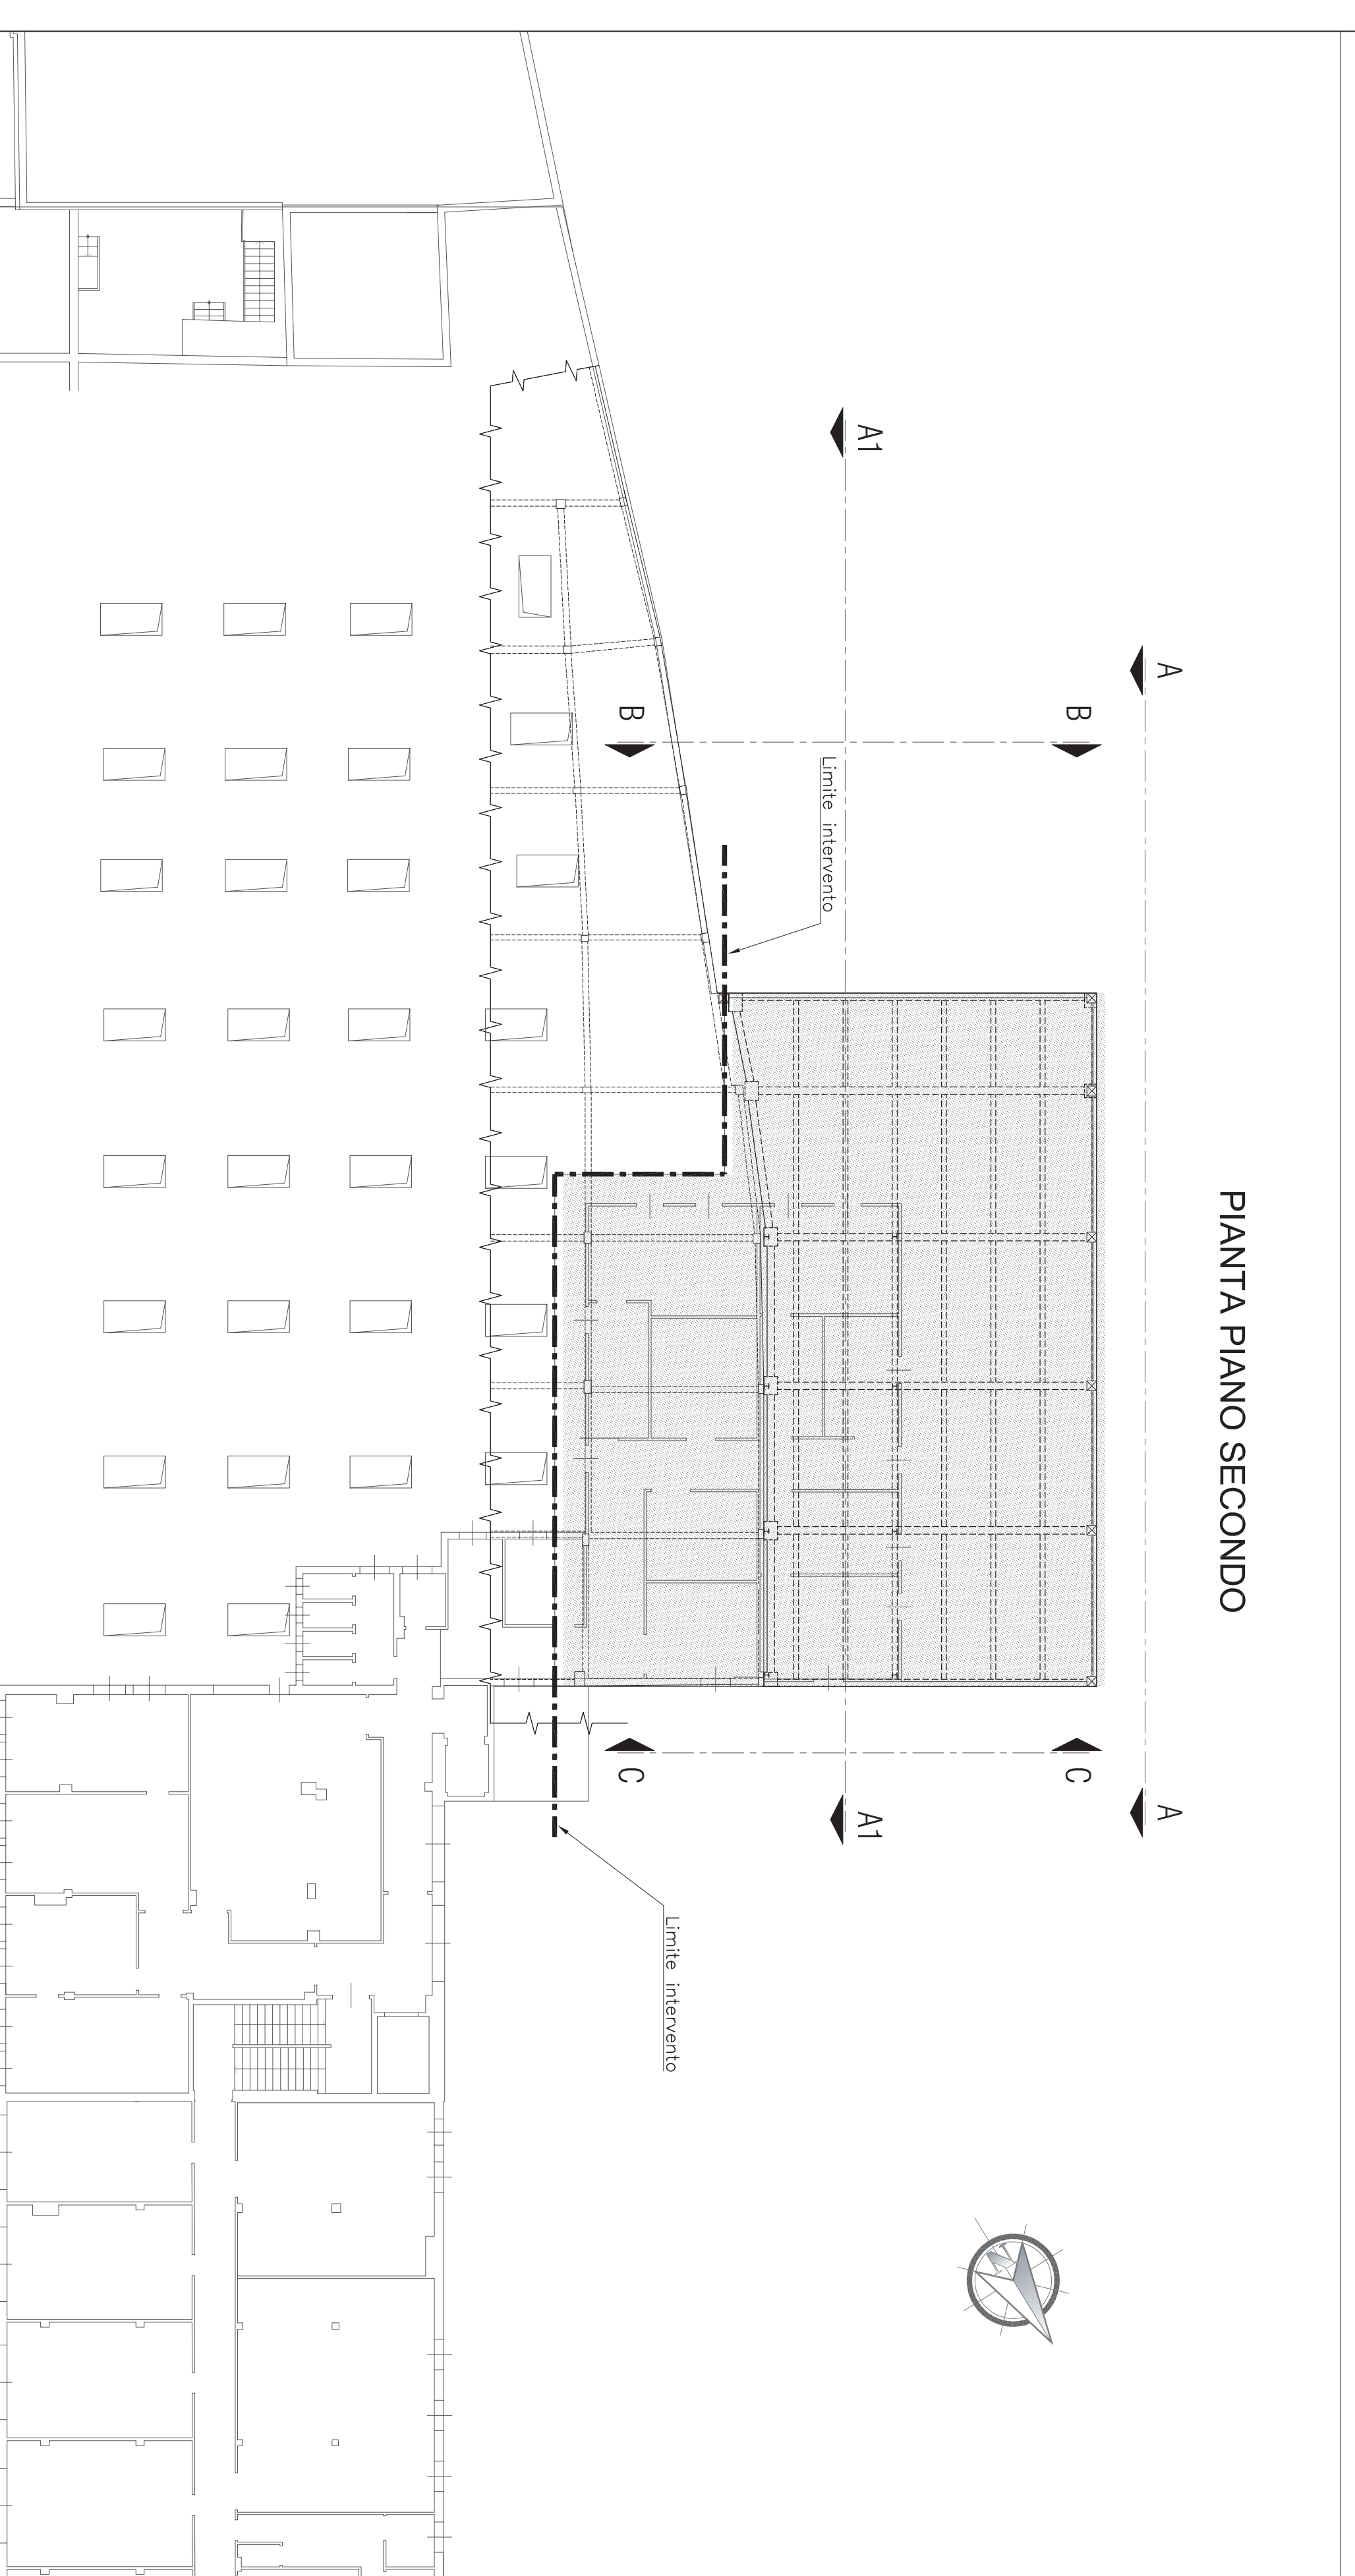 PIANTA PIANO SECONDO
A
A
A1
A1
B
B
Limite intervento
C
C
Limite intervento
N